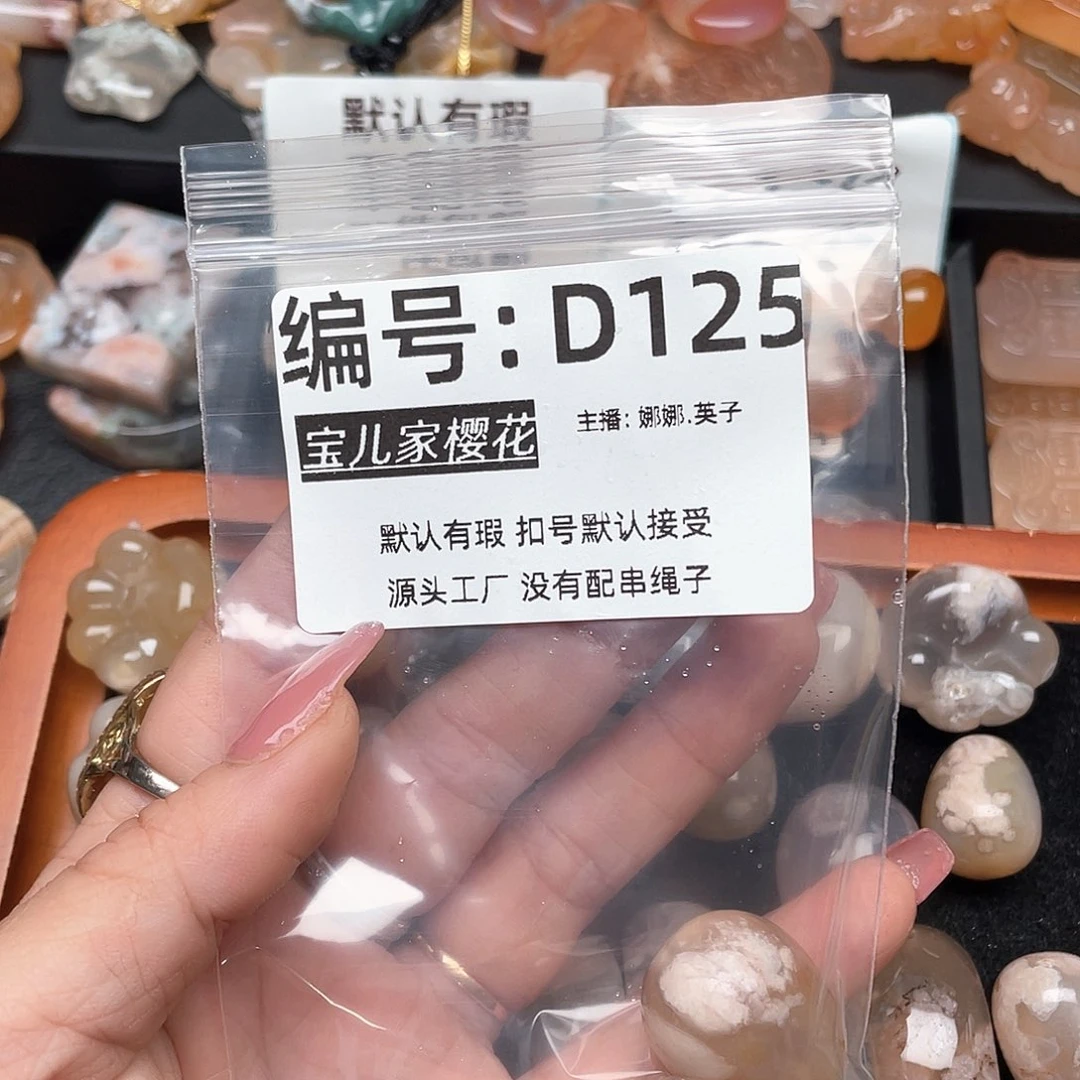 默认有瑕
编号：D125
宝儿家樱花
主播：娜娜.英子
默认有瑕 扣号默认接受
源头工厂 没有配串绳子